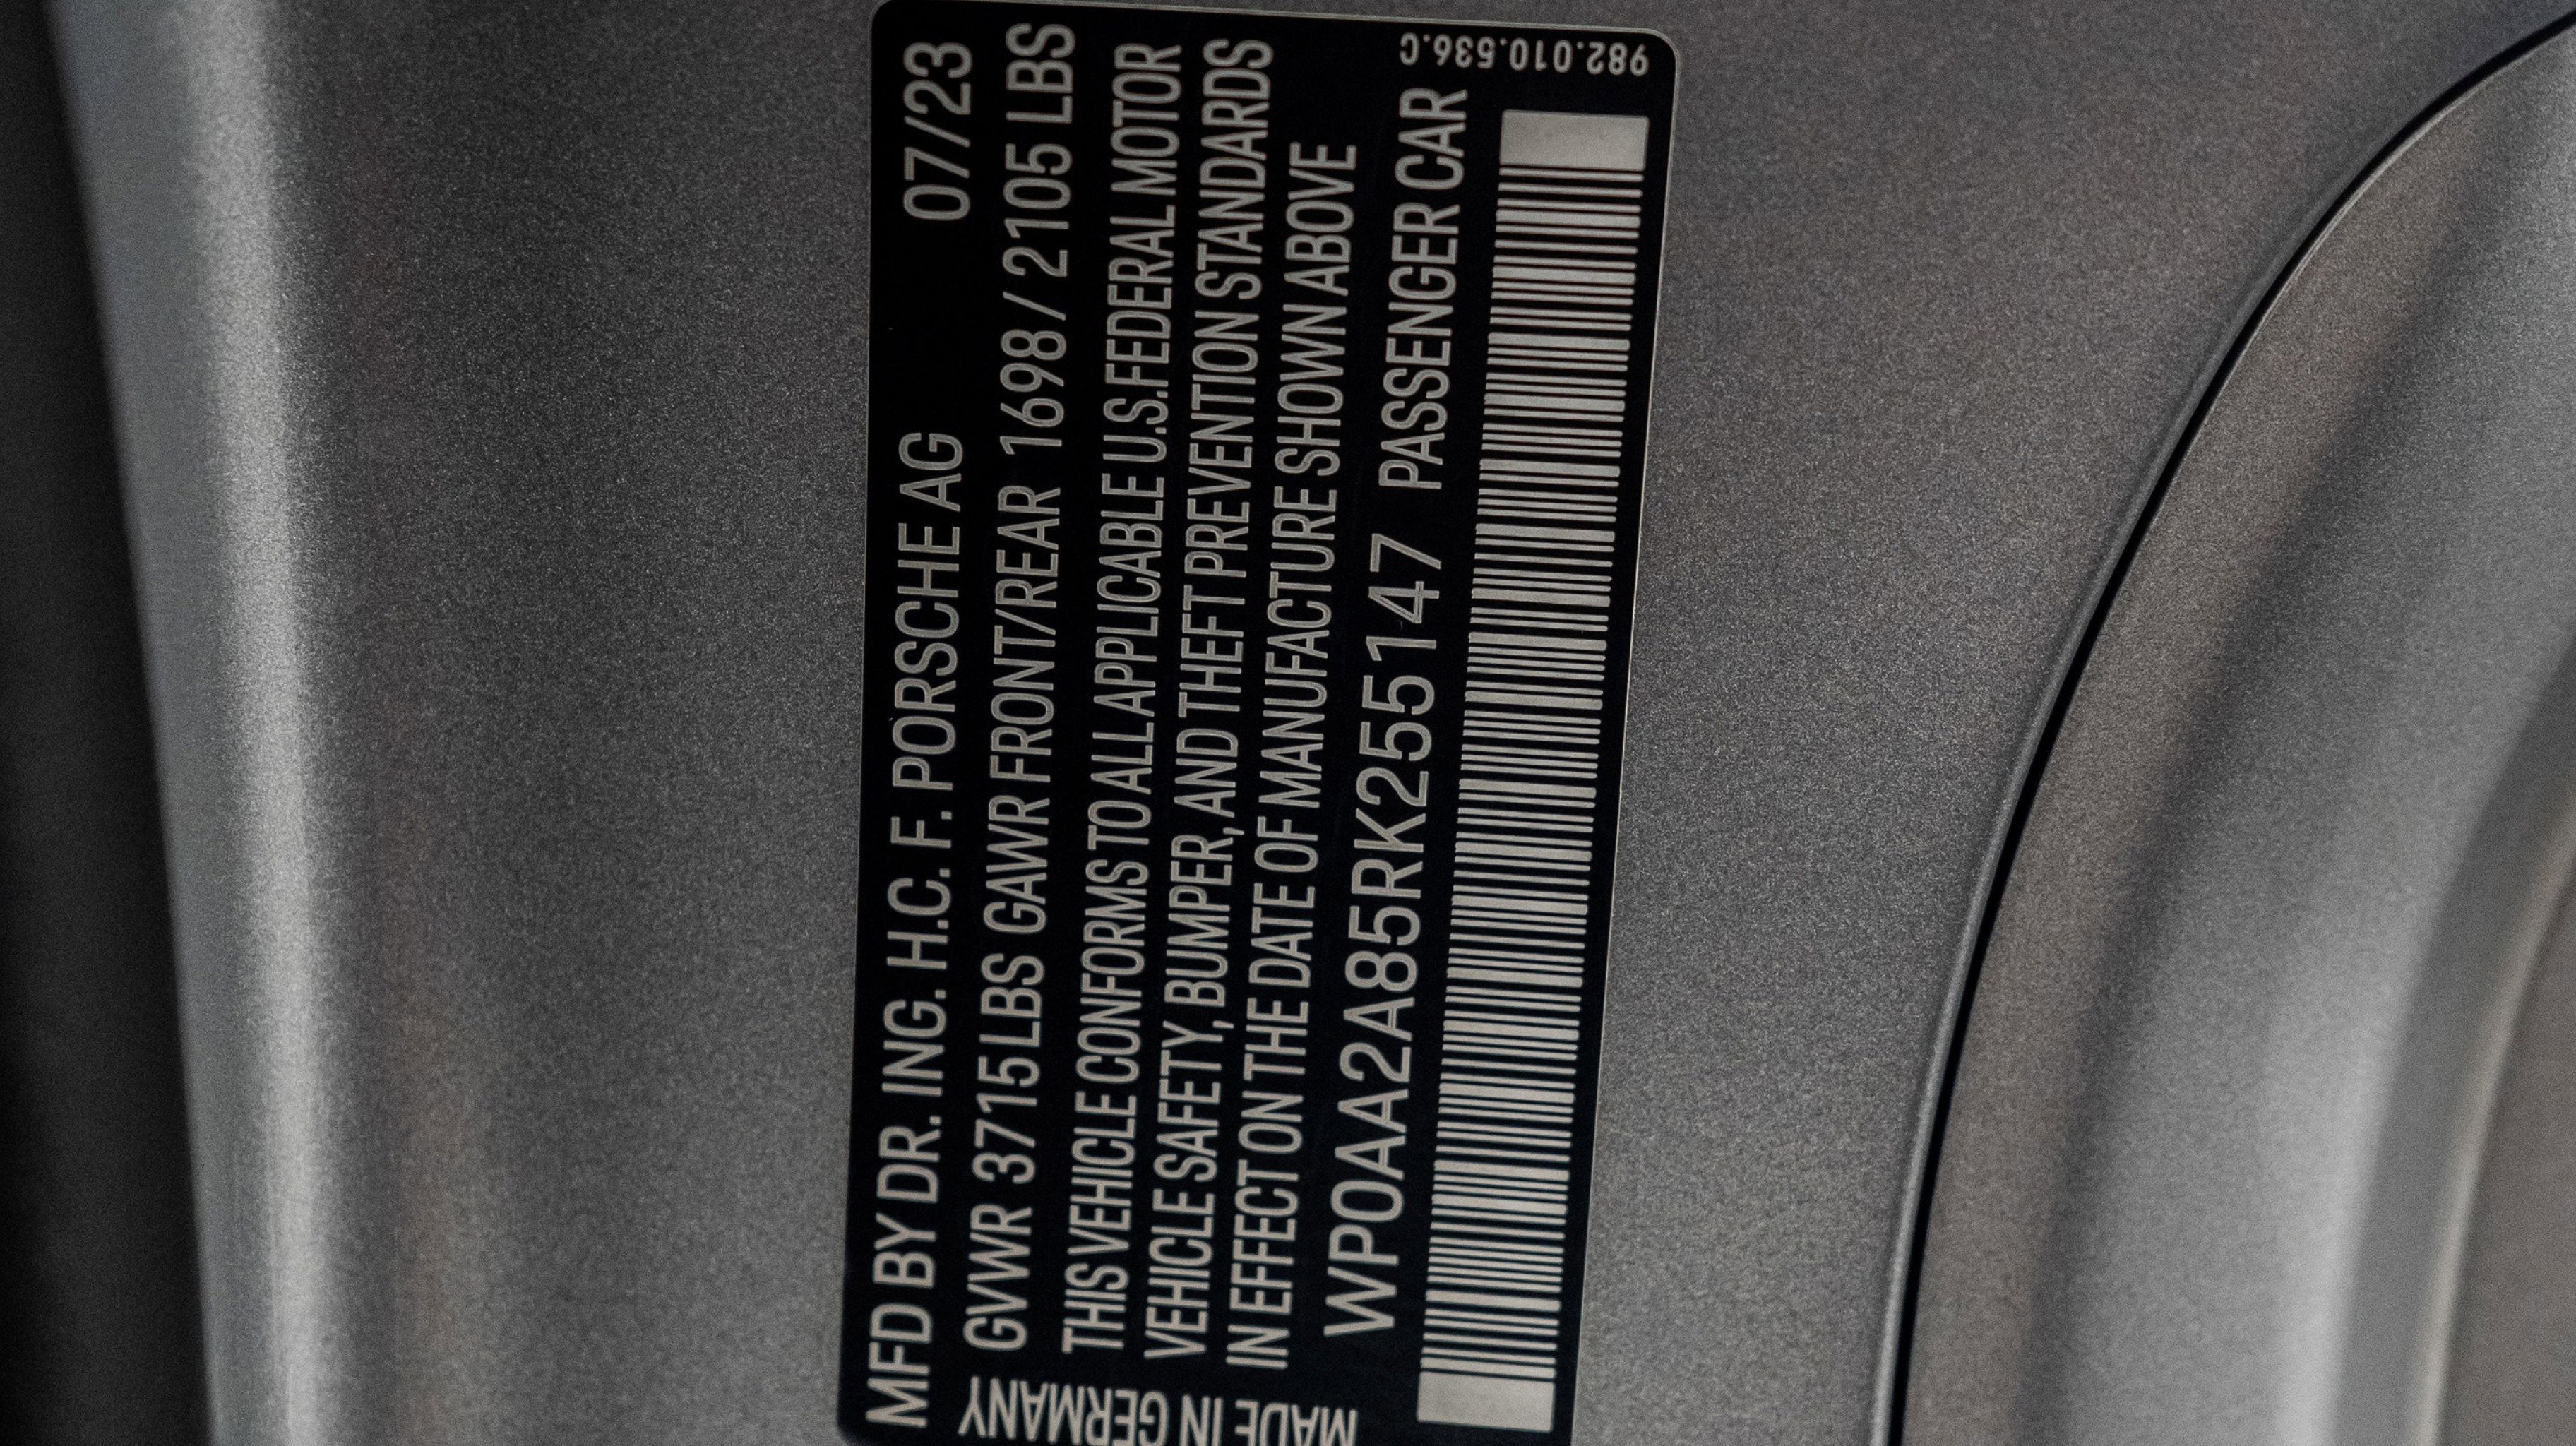 MFD BY DR. ING. H.C. F. PORSCHE AG 07/23
GVWR 3715LBS GAWR FRONT/REAR 1698 / 2105 LBS
THIS VEHICLE CONFORMS TO ALL APPLICABLE U.S.FEDERAL MOTOR
VEHICLE SAFETY, BUMPER, AND THEFT PREVENTION STANDARDS
IN EFFECT ON THE DATE OF MANUFACTURE SHOWN ABOVE
WP0AA2A85RK255147 PASSENGER CAR
MADE IN GERMANY
982.010.536.C